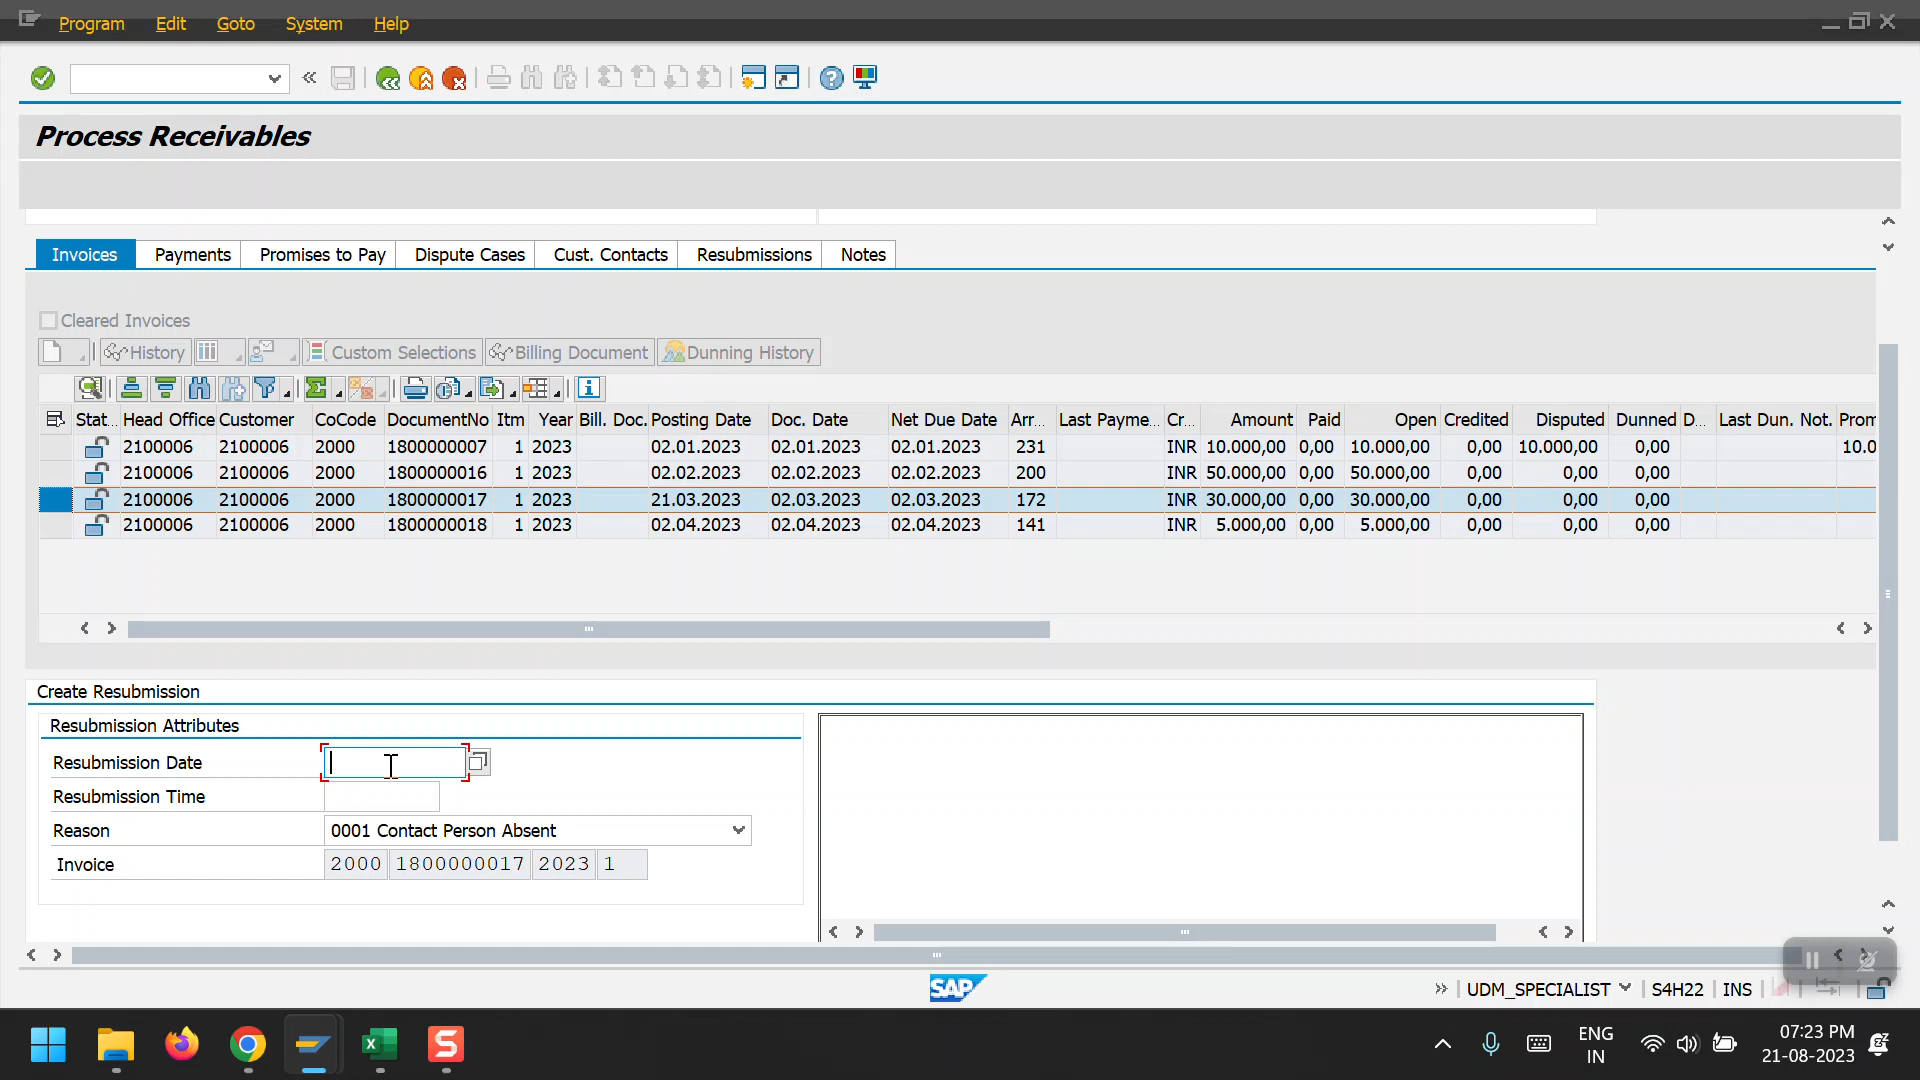 Program Edit Goto System Help
Process Receivables
Invoices Payments Promises to Pay Dispute Cases Cust. Contacts Resubmissions Notes
Cleared Invoices
History Custom Selections Billing Document Dunning History
Stat... Head Office Customer CoCode DocumentNo Itm Year Bill. Doc. Posting Date Doc. Date Net Due Date Arr... Last Payme... Cr... Amount Paid Open Credited Disputed Dunned D... Last Dun. Not. Prom
2100006 2100006 2000 1800000007 1 2023 02.01.2023 02.01.2023 02.01.2023 231 INR 10.000,00 0,00 10.000,00 0,00 10.000,00 0,00 10.0
2100006 2100006 2000 1800000016 1 2023 02.02.2023 02.02.2023 02.02.2023 200 INR 50.000,00 0,00 50.000,00 0,00 0,00 0,00
2100006 2100006 2000 1800000017 1 2023 21.03.2023 02.03.2023 02.03.2023 172 INR 30.000,00 0,00 30.000,00 0,00 0,00 0,00
2100006 2100006 2000 1800000018 1 2023 02.04.2023 02.04.2023 02.04.2023 141 INR 5.000,00 0,00 5.000,00 0,00 0,00 0,00
Create Resubmission
Resubmission Attributes
Resubmission Date
Resubmission Time
Reason 0001 Contact Person Absent
Invoice 2000 1800000017 2023 1
SAP UDM_SPECIALIST S4H22 INS
ENG 07:23 PM
IN 21-08-2023